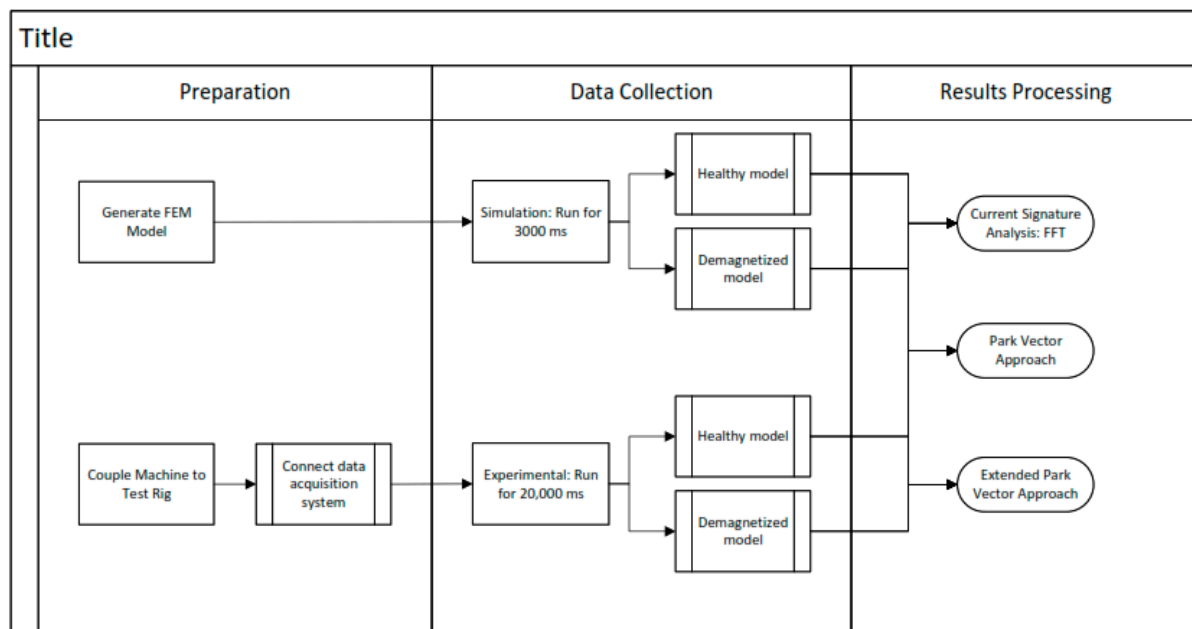 Title
Preparation
Data Collection
Results Processing
Generate FEM
Model
Simulation: Run for
3000 ms
Healthy model
Demagnetized
model
Current Signature
Analysis: FFT
Park Vector
Approach
Couple Machine to
Test Rig
Connect data
acquisition
system
Experimental: Run
for 20,000 ms
Healthy model
Demagnetized
model
Extended Park
Vector Approach